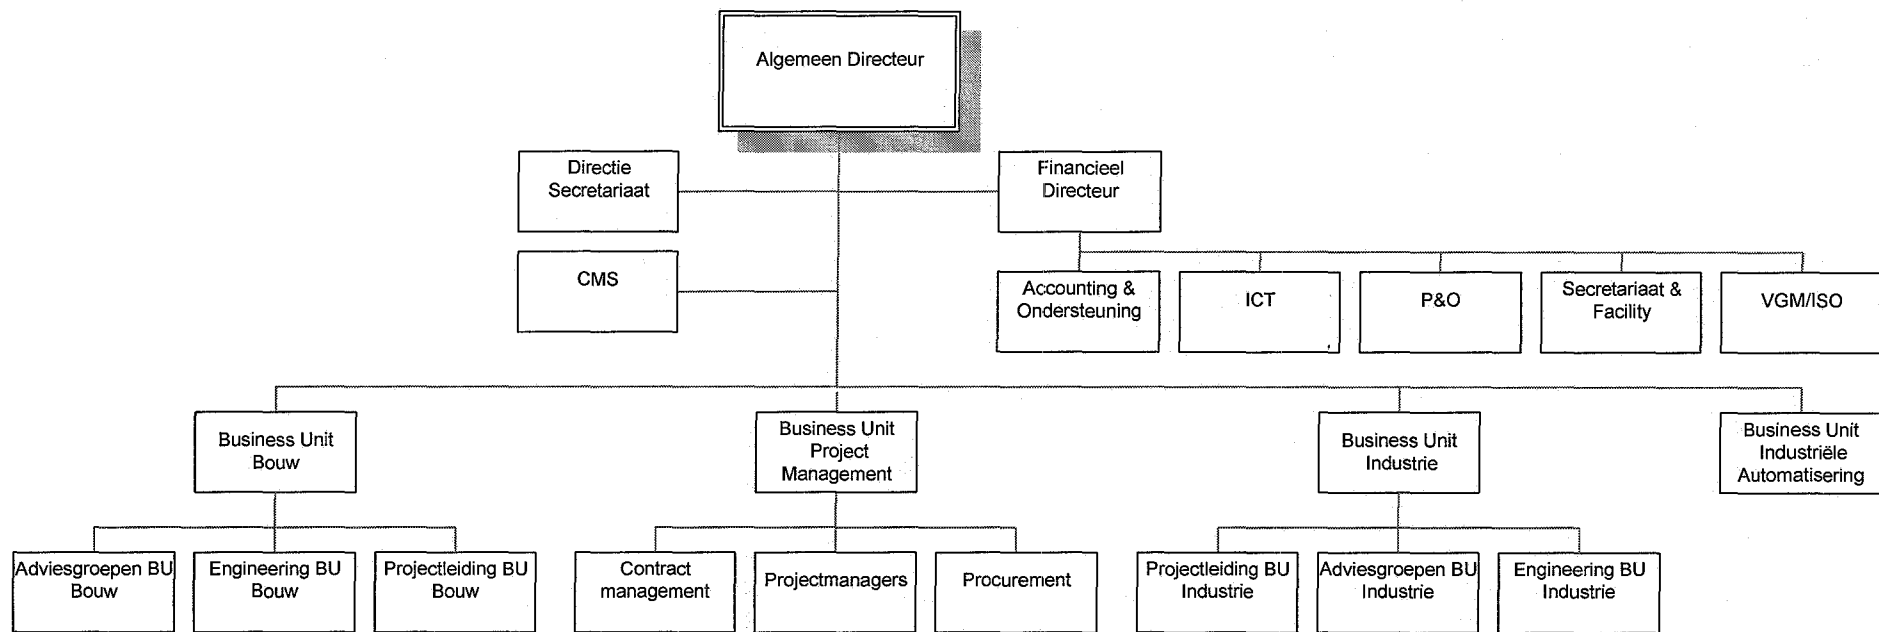 Algemeen Directeur
Directie
Secretariaat
Financieel
Directeur
CMS
Accounting &
Ondersteuning
ICT
P&O
Secretariaat &
Facility
VGM/ISO
Business Unit
Bouw
Business Unit
Project
Management
Business Unit
Industrie
Business Unit
Industriële
Automatisering
Adviesgroepen BU
Bouw
Engineering BU
Bouw
Projectleiding BU
Bouw
Contract
management
Projectmanagers
Procurement
Projectleiding BU
Industrie
Adviesgroepen BU
Industrie
Engineering BU
Industrie